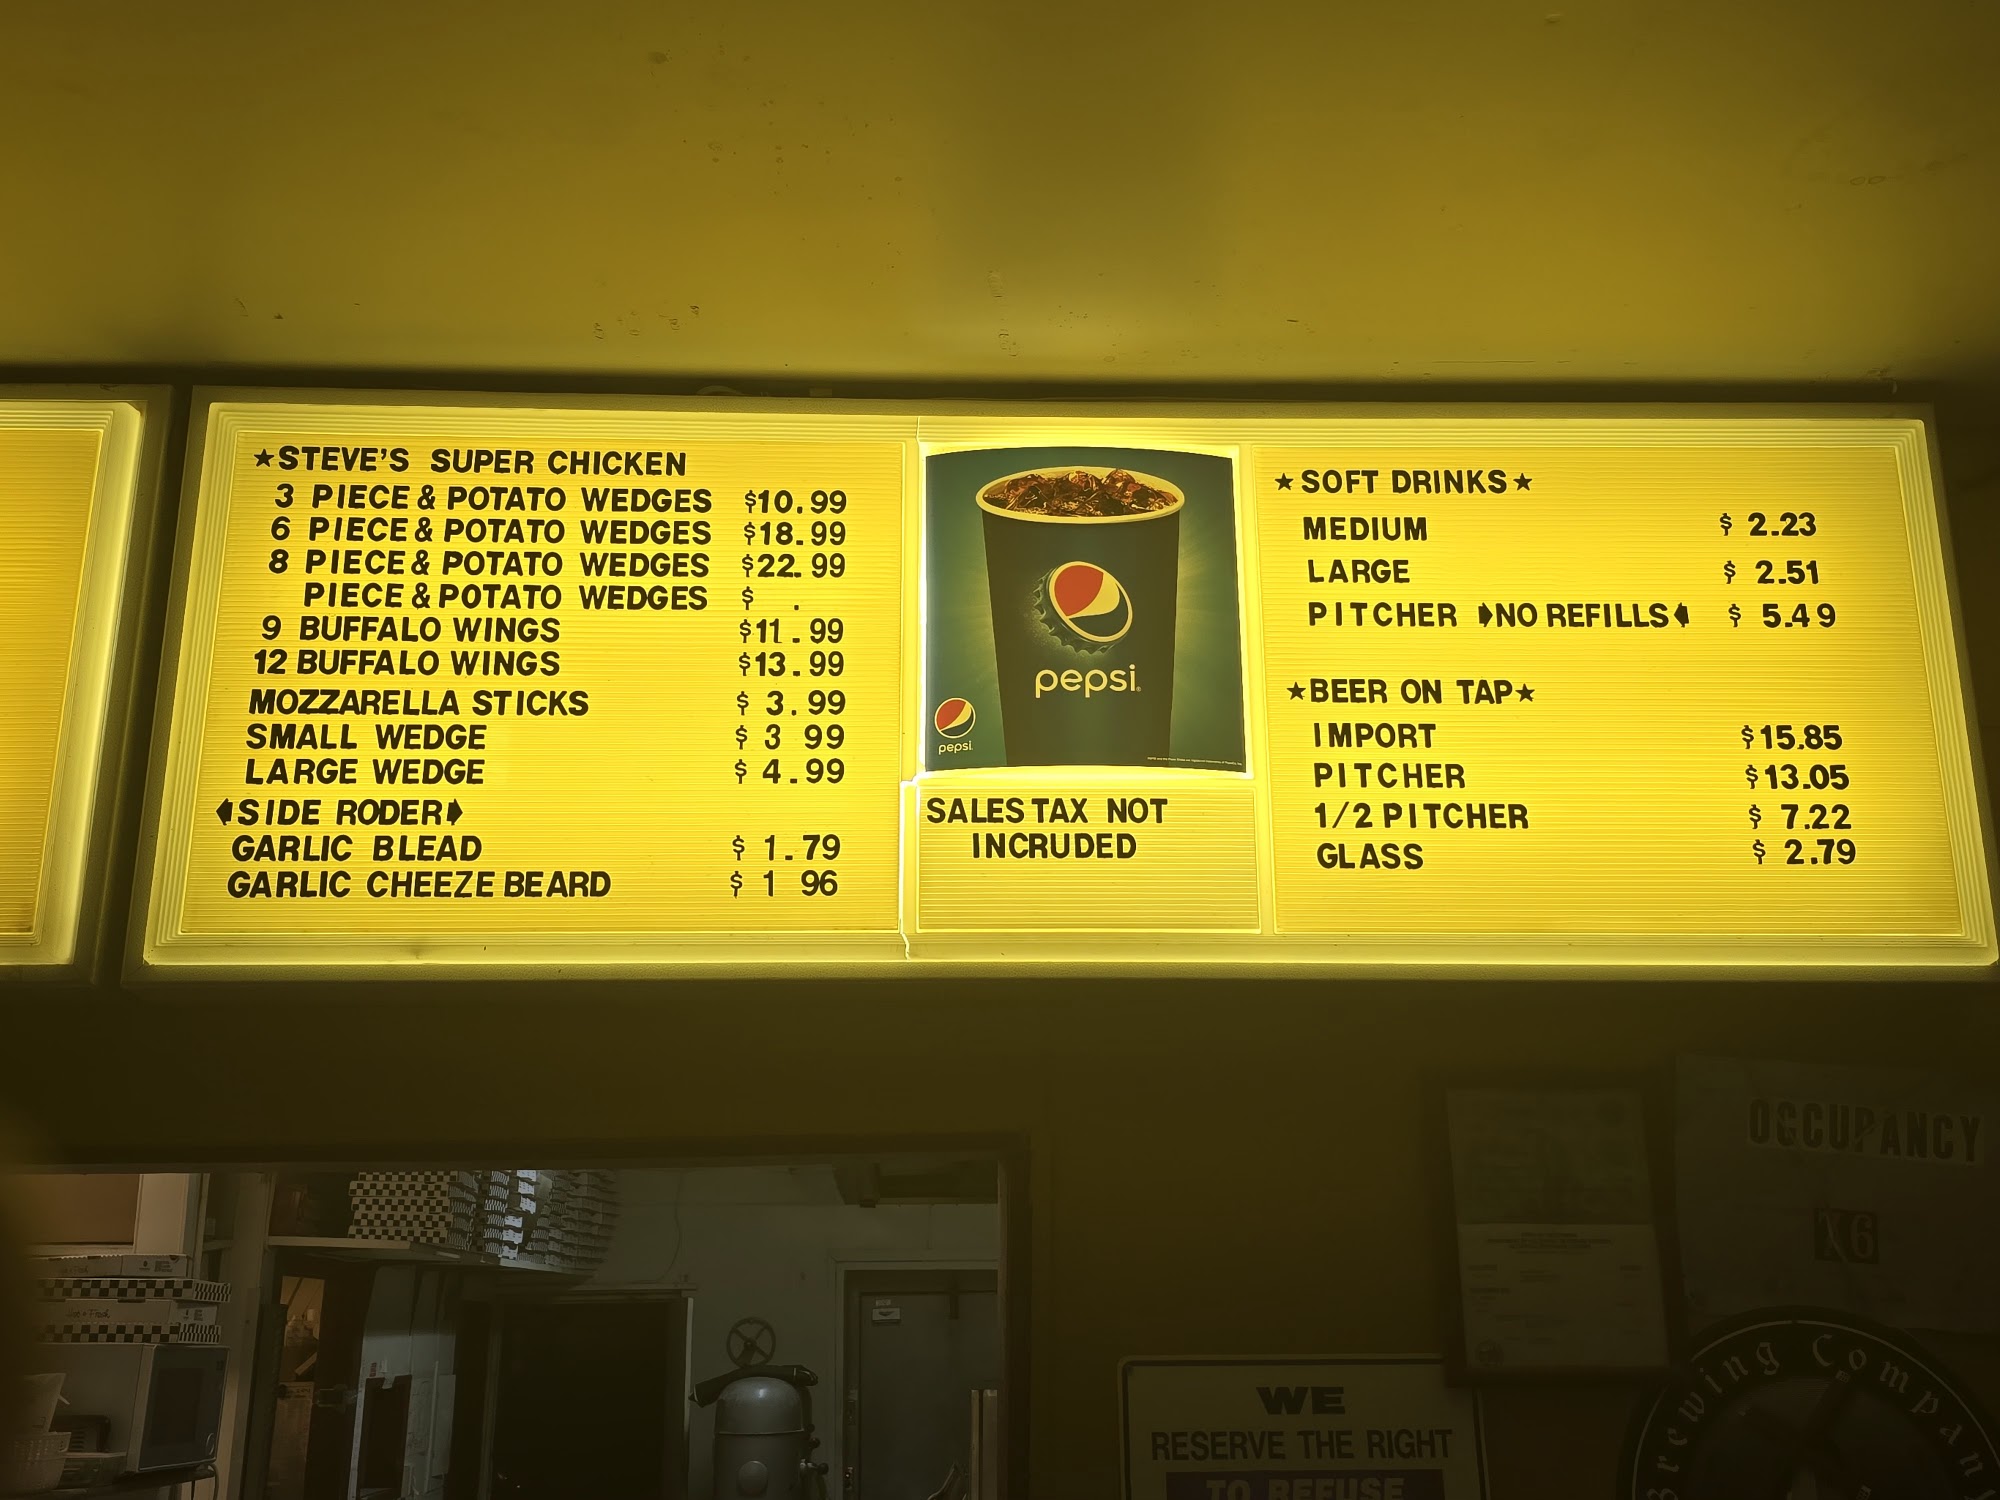 ★STEVE'S SUPER CHICKEN
3 PIECE & POTATO WEDGES $10.99
6 PIECE & POTATO WEDGES $18.99
8 PIECE & POTATO WEDGES $22.99
PIECE & POTATO WEDGES $ .
9 BUFFALO WINGS $11.99
12 BUFFALO WINGS $13.99
MOZZARELLA STICKS $ 3.99
SMALL WEDGE $ 3 99
LARGE WEDGE $ 4.99
SIDE RODER
GARLIC BLEAD $ 1.79
GARLIC CHEEZE BEARD $ 1 96
pepsi
pepsi
SALES TAX NOT
INCRUDED
★SOFT DRINKS★
MEDIUM $ 2.23
LARGE $ 2.51
PITCHER NO REFILLS $ 5.49
★BEER ON TAP★
IMPORT $15.85
PITCHER $13.05
1/2 PITCHER $ 7.22
GLASS $ 2.79
OCCUPANCY
76
WE
RESERVE THE RIGHT
TO REFUSE
Brewing Company